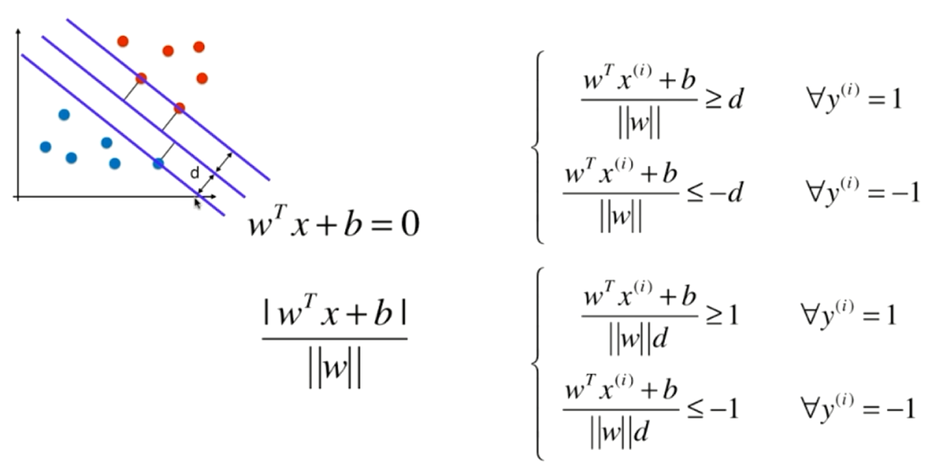 d
w^T x + b = 0
|w^T x + b| / ||w||
(w^T x^(i) + b) / ||w|| ≥ d ∀y^(i) = 1
(w^T x^(i) + b) / ||w|| ≤ -d ∀y^(i) = -1
(w^T x^(i) + b) / ||w||d ≥ 1 ∀y^(i) = 1
(w^T x^(i) + b) / ||w||d ≤ -1 ∀y^(i) = -1